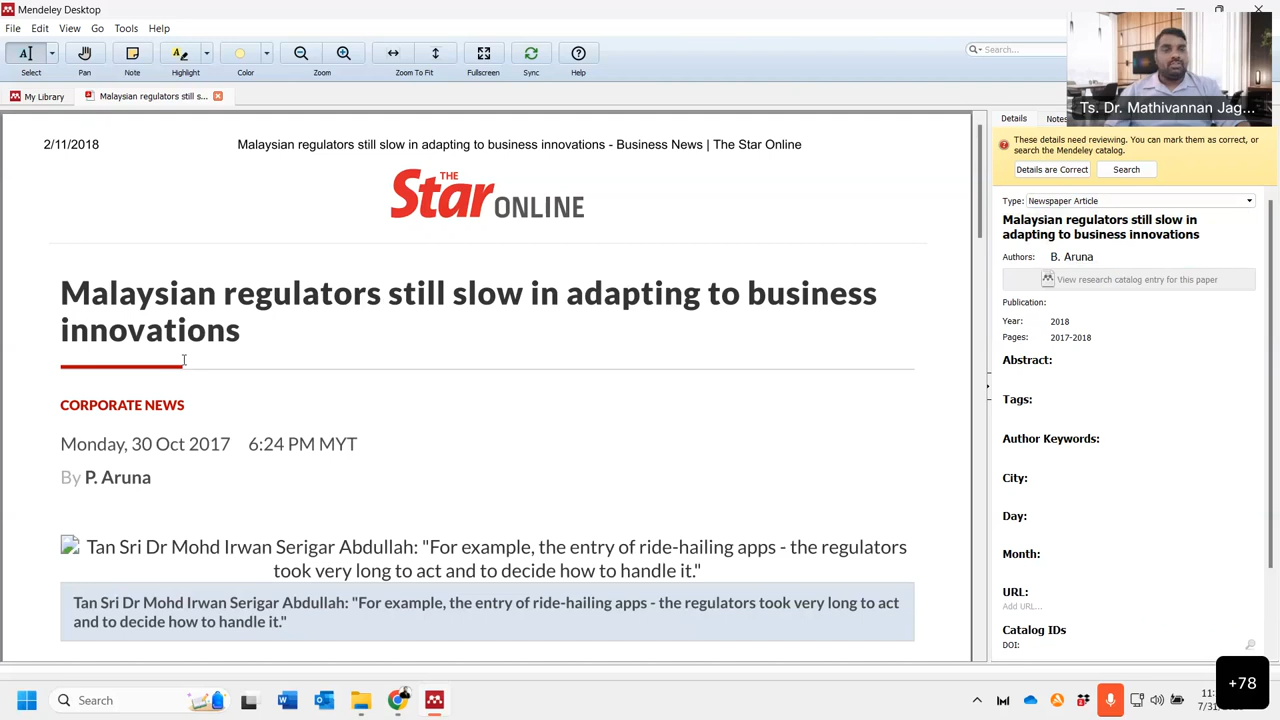 Mendeley Desktop
File Edit View Go Tools Help
Select Pan Note Highlight Color Zoom Zoom To Fit Fullscreen Sync Help
Search...
My Library Malaysian regulators still s...
Ts. Dr. Mathivannan Jag...
2/11/2018 Malaysian regulators still slow in adapting to business innovations - Business News | The Star Online
THE
Star ONLINE
Malaysian regulators still slow in adapting to business
innovations
CORPORATE NEWS
Monday, 30 Oct 2017 6:24 PM MYT
By P. Aruna
Tan Sri Dr Mohd Irwan Serigar Abdullah: "For example, the entry of ride-hailing apps - the regulators
took very long to act and to decide how to handle it."
Tan Sri Dr Mohd Irwan Serigar Abdullah: "For example, the entry of ride-hailing apps - the regulators took very long to act
and to decide how to handle it."
Details Notes
These details need reviewing. You can mark them as correct, or
search the Mendeley catalog.
Details are Correct Search
Type: Newspaper Article
Malaysian regulators still slow in
adapting to business innovations
Authors: B. Aruna
View research catalog entry for this paper
Publication:
Year: 2018
Pages: 2017-2018
Abstract:
Tags:
Author Keywords:
City:
Day:
Month:
URL:
Add URL...
Catalog IDs
DOI:
+78
Search